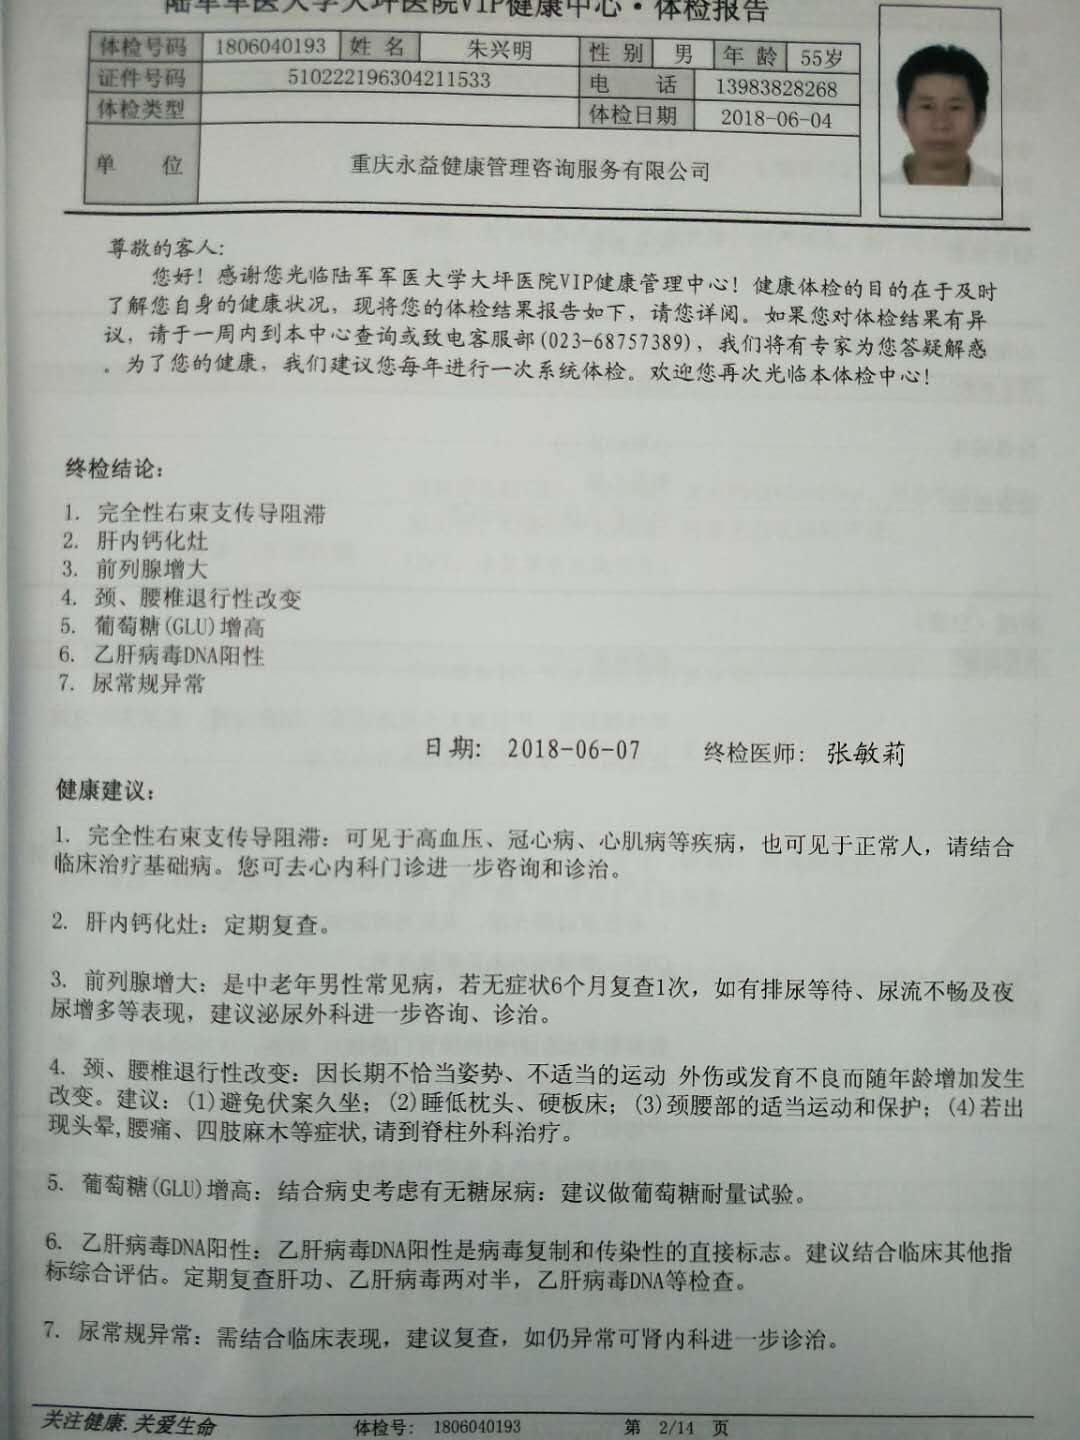 陆军军医大学大坪医院VIP健康中心·体检报告
体检号码 1806040193 姓 名 朱兴明 性 别 男 年 龄 55岁
证件号码 510222196304211533 电 话 13983828268
体检类型 体检日期 2018-06-04
单 位 重庆永益健康管理咨询服务有限公司
尊敬的客人:
您好！感谢您光临陆军军医大学大坪医院VIP健康管理中心！健康体检的目的在于及时
了解您自身的健康状况，现将您的体检结果报告如下，请您详阅。如果您对体检结果有异
议，请于一周内到本中心查询或致电客服部(023-68757389)，我们将有专家为您答疑解惑
。为了您的健康，我们建议您每年进行一次系统体检。欢迎您再次光临本体检中心！
终检结论：
1. 完全性右束支传导阻滞
2. 肝内钙化灶
3. 前列腺增大
4. 颈、腰椎退行性改变
5. 葡萄糖(GLU)增高
6. 乙肝病毒DNA阳性
7. 尿常规异常
日期: 2018-06-07 终检医师: 张敏莉
健康建议：
1. 完全性右束支传导阻滞：可见于高血压、冠心病、心肌病等疾病，也可见于正常人，请结合
临床治疗基础病。您可去心内科门诊进一步咨询和诊治。
2. 肝内钙化灶：定期复查。
3. 前列腺增大：是中老年男性常见病，若无症状6个月复查1次，如有排尿等待、尿流不畅及夜
尿增多等表现，建议泌尿外科进一步咨询、诊治。
4. 颈、腰椎退行性改变：因长期不恰当姿势、不适当的运动 外伤或发育不良而随年龄增加发生
改变。建议：(1)避免伏案久坐；(2)睡低枕头、硬板床；(3)颈腰部的适当运动和保护；(4)若出
现头晕,腰痛、四肢麻木等症状,请到脊柱外科治疗。
5. 葡萄糖(GLU)增高：结合病史考虑有无糖尿病：建议做葡萄糖耐量试验。
6. 乙肝病毒DNA阳性：乙肝病毒DNA阳性是病毒复制和传染性的直接标志。建议结合临床其他指
标综合评估。定期复查肝功、乙肝病毒两对半，乙肝病毒DNA等检查。
7. 尿常规异常：需结合临床表现，建议复查，如仍异常可肾内科进一步诊治。
关注健康.关爱生命 体检号: 1806040193 第 2/14 页